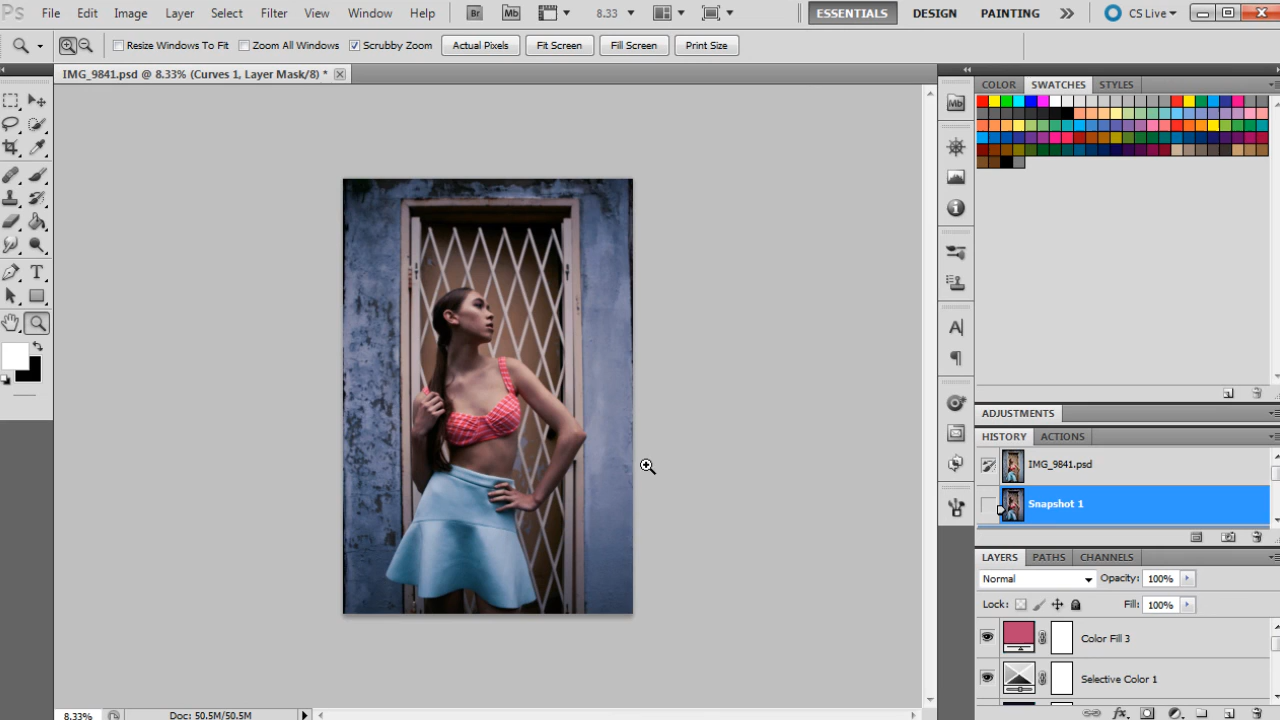 Ps File Edit Image Layer Select Filter View Window Help Br Mb 8.33 ESSENTIALS DESIGN PAINTING CS Live
Resize Windows To Fit Zoom All Windows Scrubby Zoom Actual Pixels Fit Screen Fill Screen Print Size
IMG_9841.psd @ 8.33% (Curves 1, Layer Mask/8) *
COLOR SWATCHES STYLES
Mb
T
A
ADJUSTMENTS
HISTORY ACTIONS
IMG_9841.psd
Snapshot 1
LAYERS PATHS CHANNELS
Normal Opacity: 100%
Lock: Fill: 100%
Color Fill 3
Selective Color 1
8.33% Doc: 50.5M/50.5M
fx